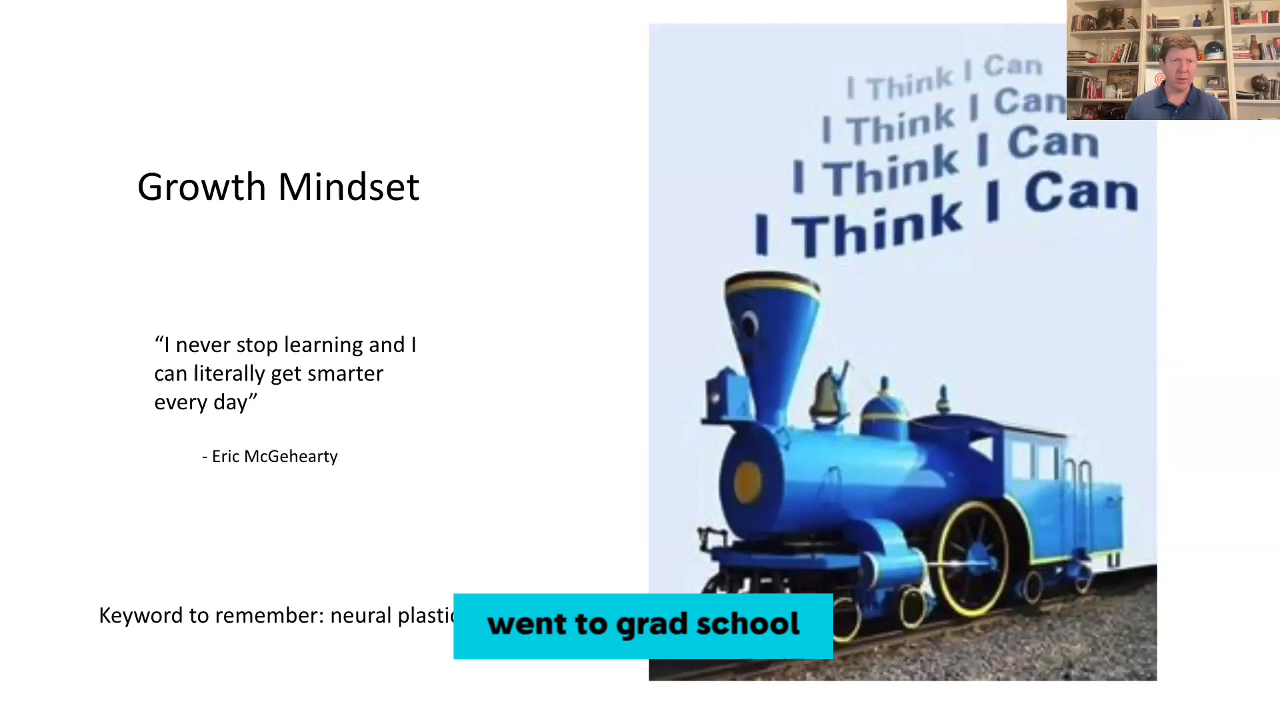 Growth Mindset
“I never stop learning and I
can literally get smarter
every day”
- Eric McGehearty
Keyword to remember: neural
I Think I Can
I Think I Can
I Think I Can
I Think I Can
went to grad school